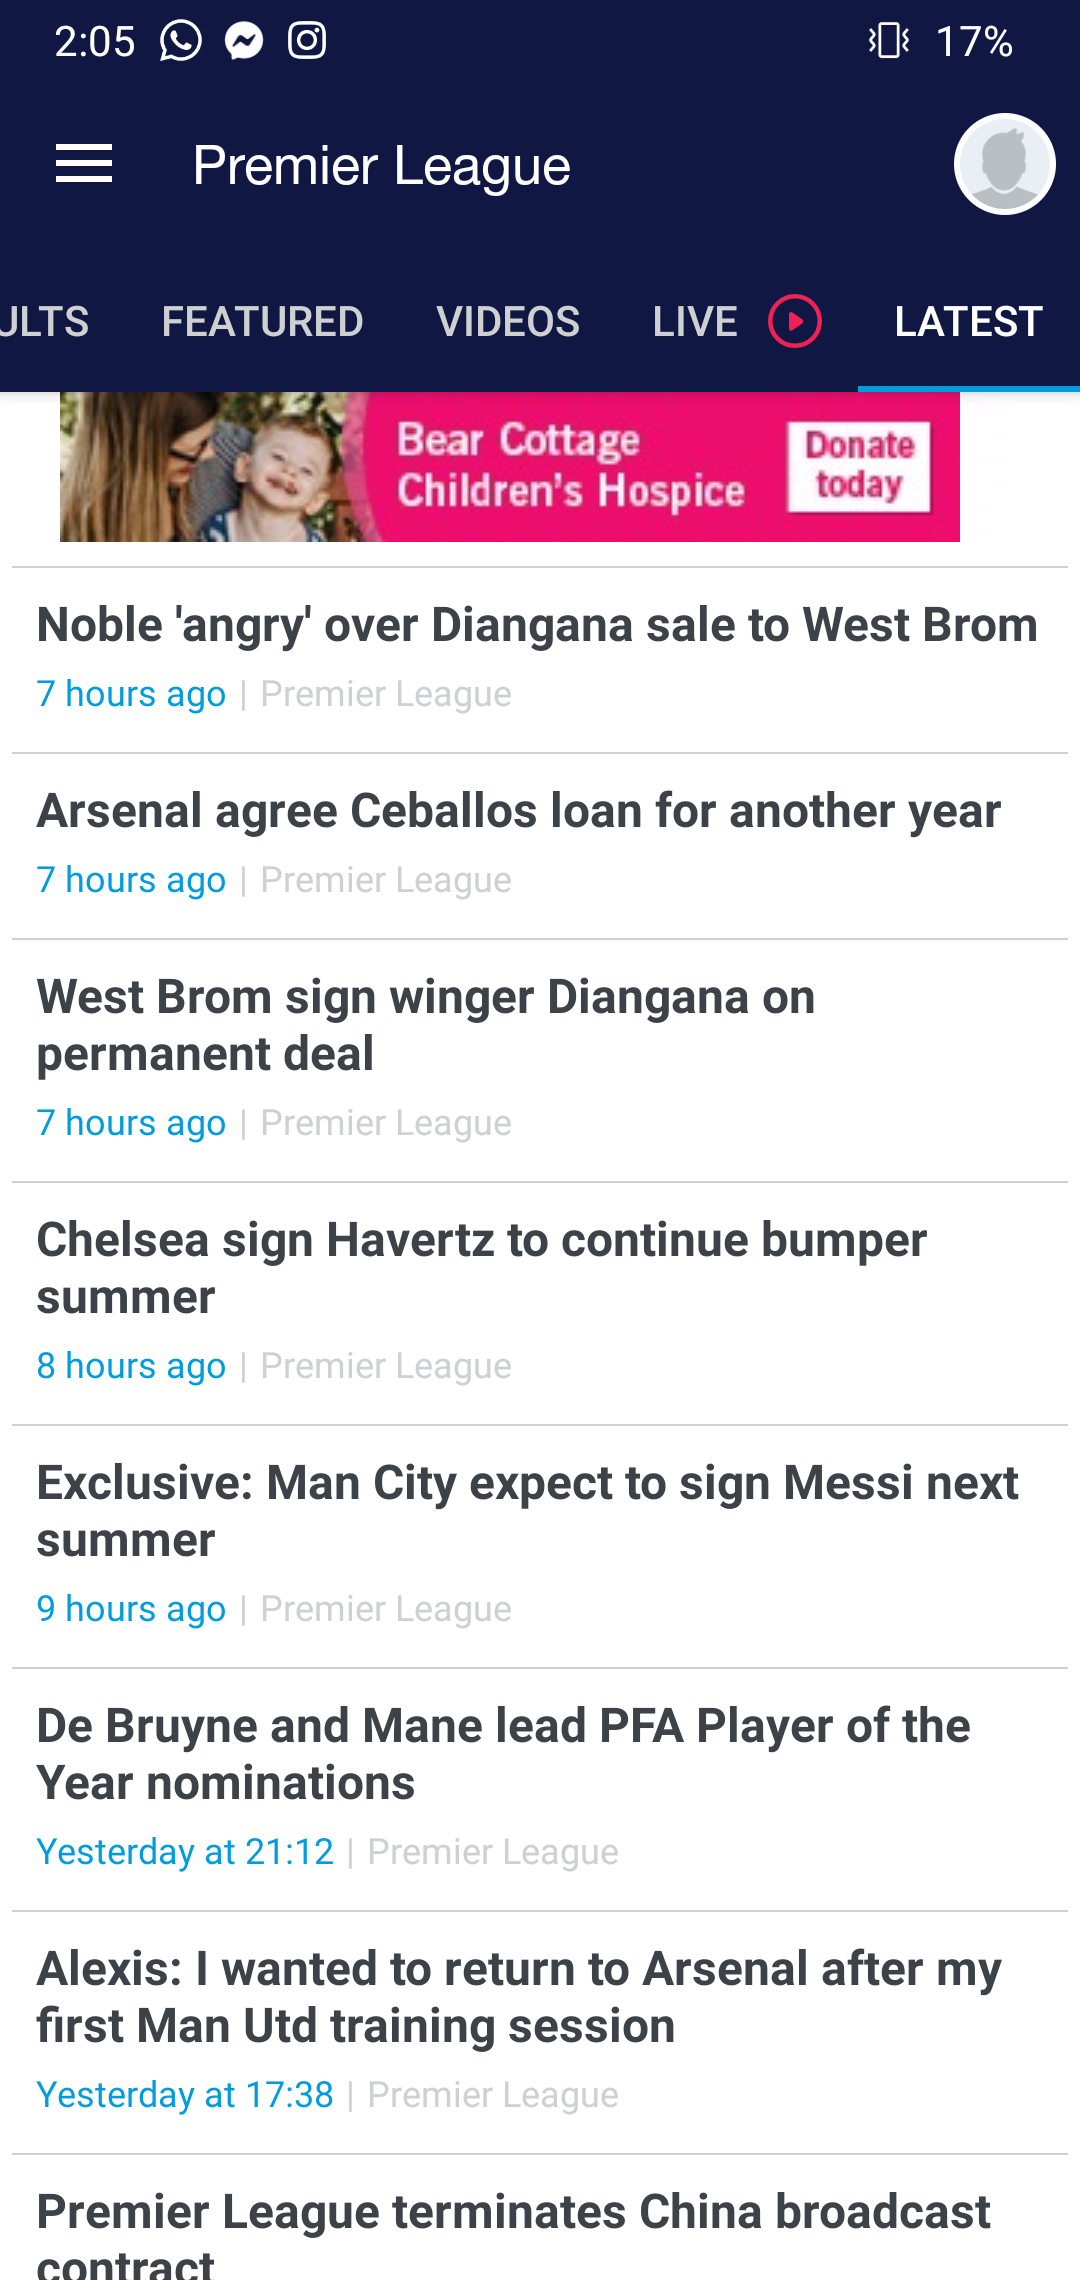 2:05 17%
Premier League
ULTS FEATURED VIDEOS LIVE LATEST
Bear Cottage
Children's Hospice
Donate
today
Noble 'angry' over Diangana sale to West Brom
7 hours ago | Premier League
Arsenal agree Ceballos loan for another year
7 hours ago | Premier League
West Brom sign winger Diangana on
permanent deal
7 hours ago | Premier League
Chelsea sign Havertz to continue bumper
summer
8 hours ago | Premier League
Exclusive: Man City expect to sign Messi next
summer
9 hours ago | Premier League
De Bruyne and Mane lead PFA Player of the
Year nominations
Yesterday at 21:12 | Premier League
Alexis: I wanted to return to Arsenal after my
first Man Utd training session
Yesterday at 17:38 | Premier League
Premier League terminates China broadcast
contract